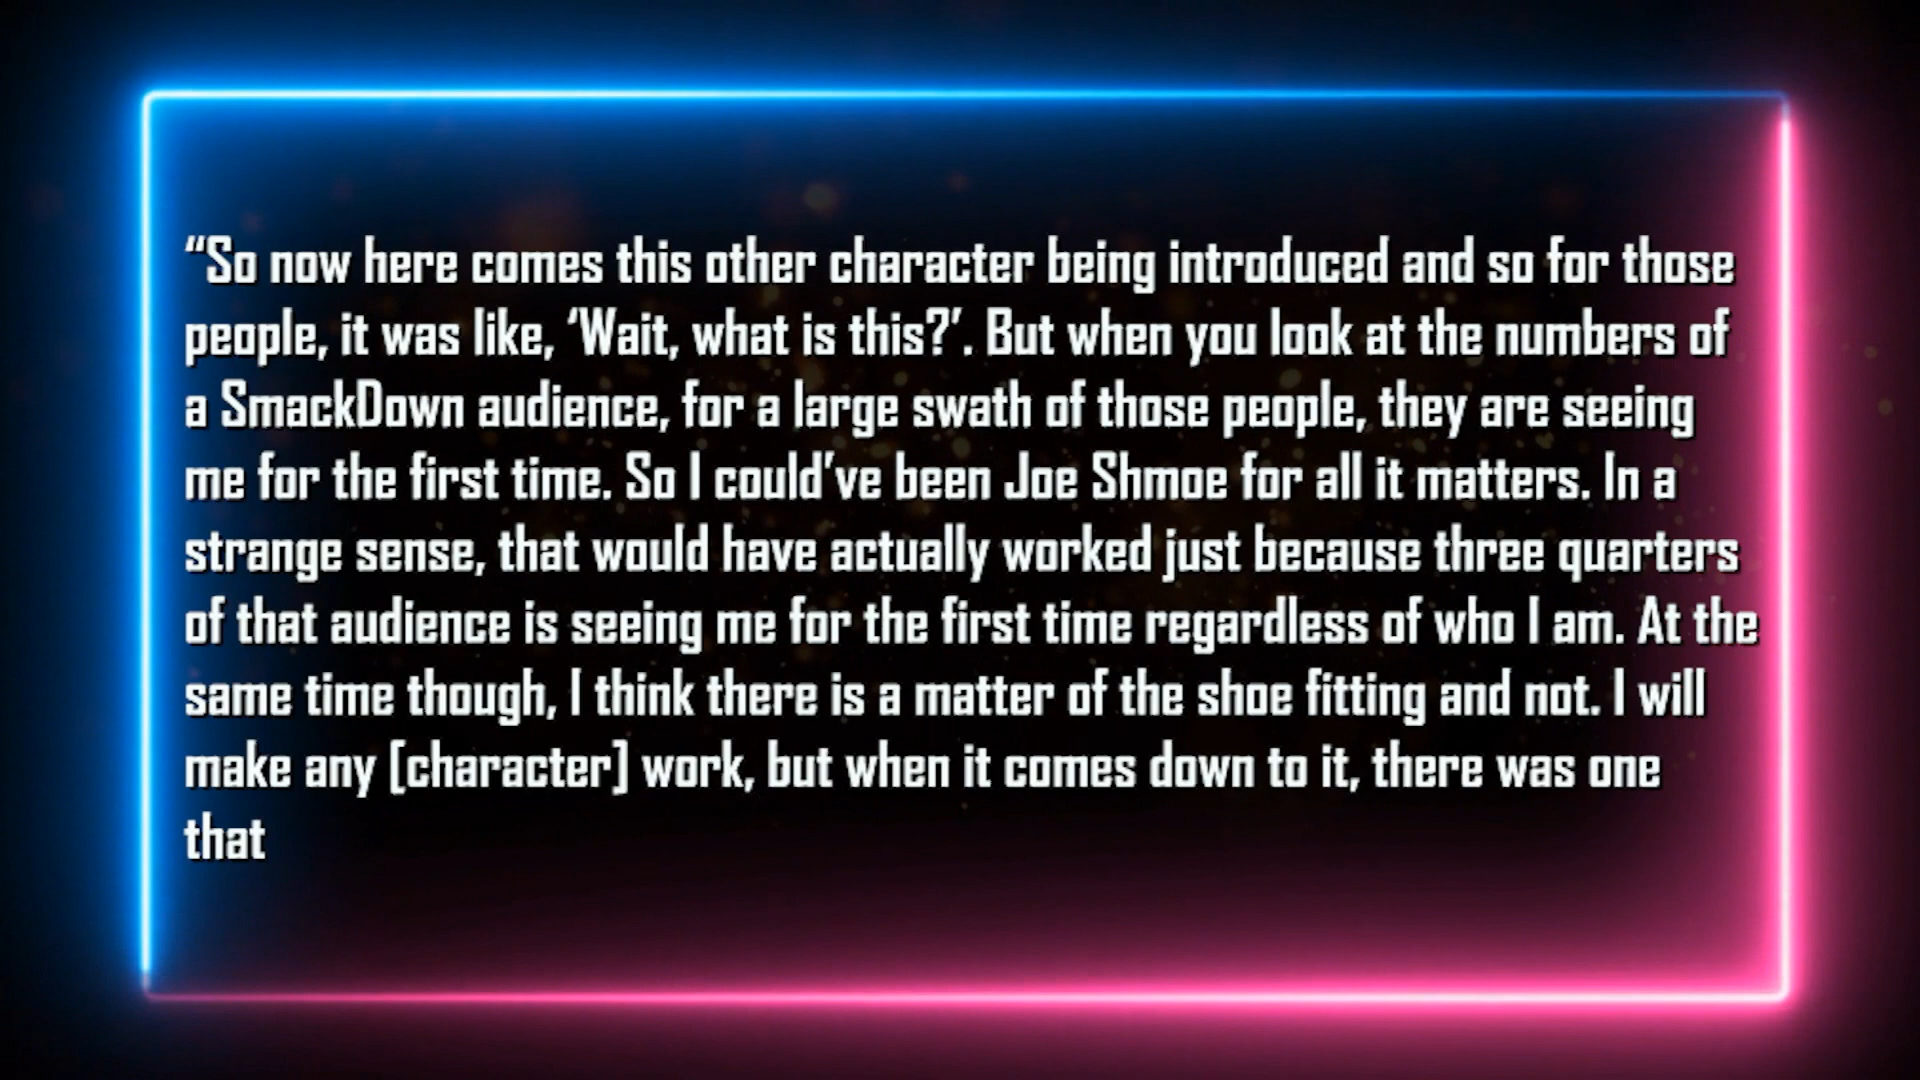 “So now here comes this other character being introduced and so for those
people, it was like, ‘Wait, what is this?’. But when you look at the numbers of
a SmackDown audience, for a large swath of those people, they are seeing
me for the first time. So I could’ve been Joe Shmoe for all it matters. In a
strange sense, that would have actually worked just because three quarters
of that audience is seeing me for the first time regardless of who I am. At the
same time though, I think there is a matter of the shoe fitting and not. I will
make any [character] work, but when it comes down to it, there was one
that